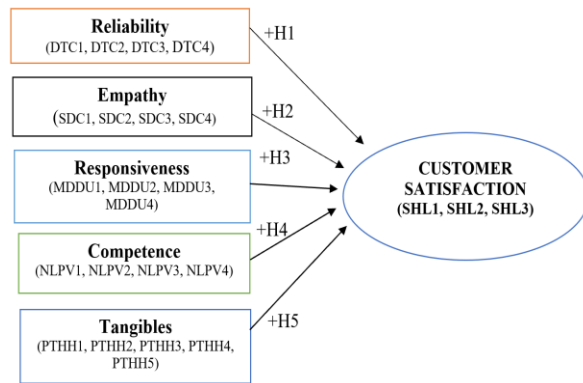 Reliability
(DTC1, DTC2, DTC3, DTC4)
+H1
Empathy
(SDC1, SDC2, SDC3, SDC4)
+H2
Responsiveness
(MDDU1, MDDU2, MDDU3,
MDDU4)
+H3
Competence
(NLPV1, NLPV2, NLPV3, NLPV4)
+H4
Tangibles
(PTHH1, PTHH2, PTHH3, PTHH4,
PTHH5)
+H5
CUSTOMER
SATISFACTION
(SHL1, SHL2, SHL3)